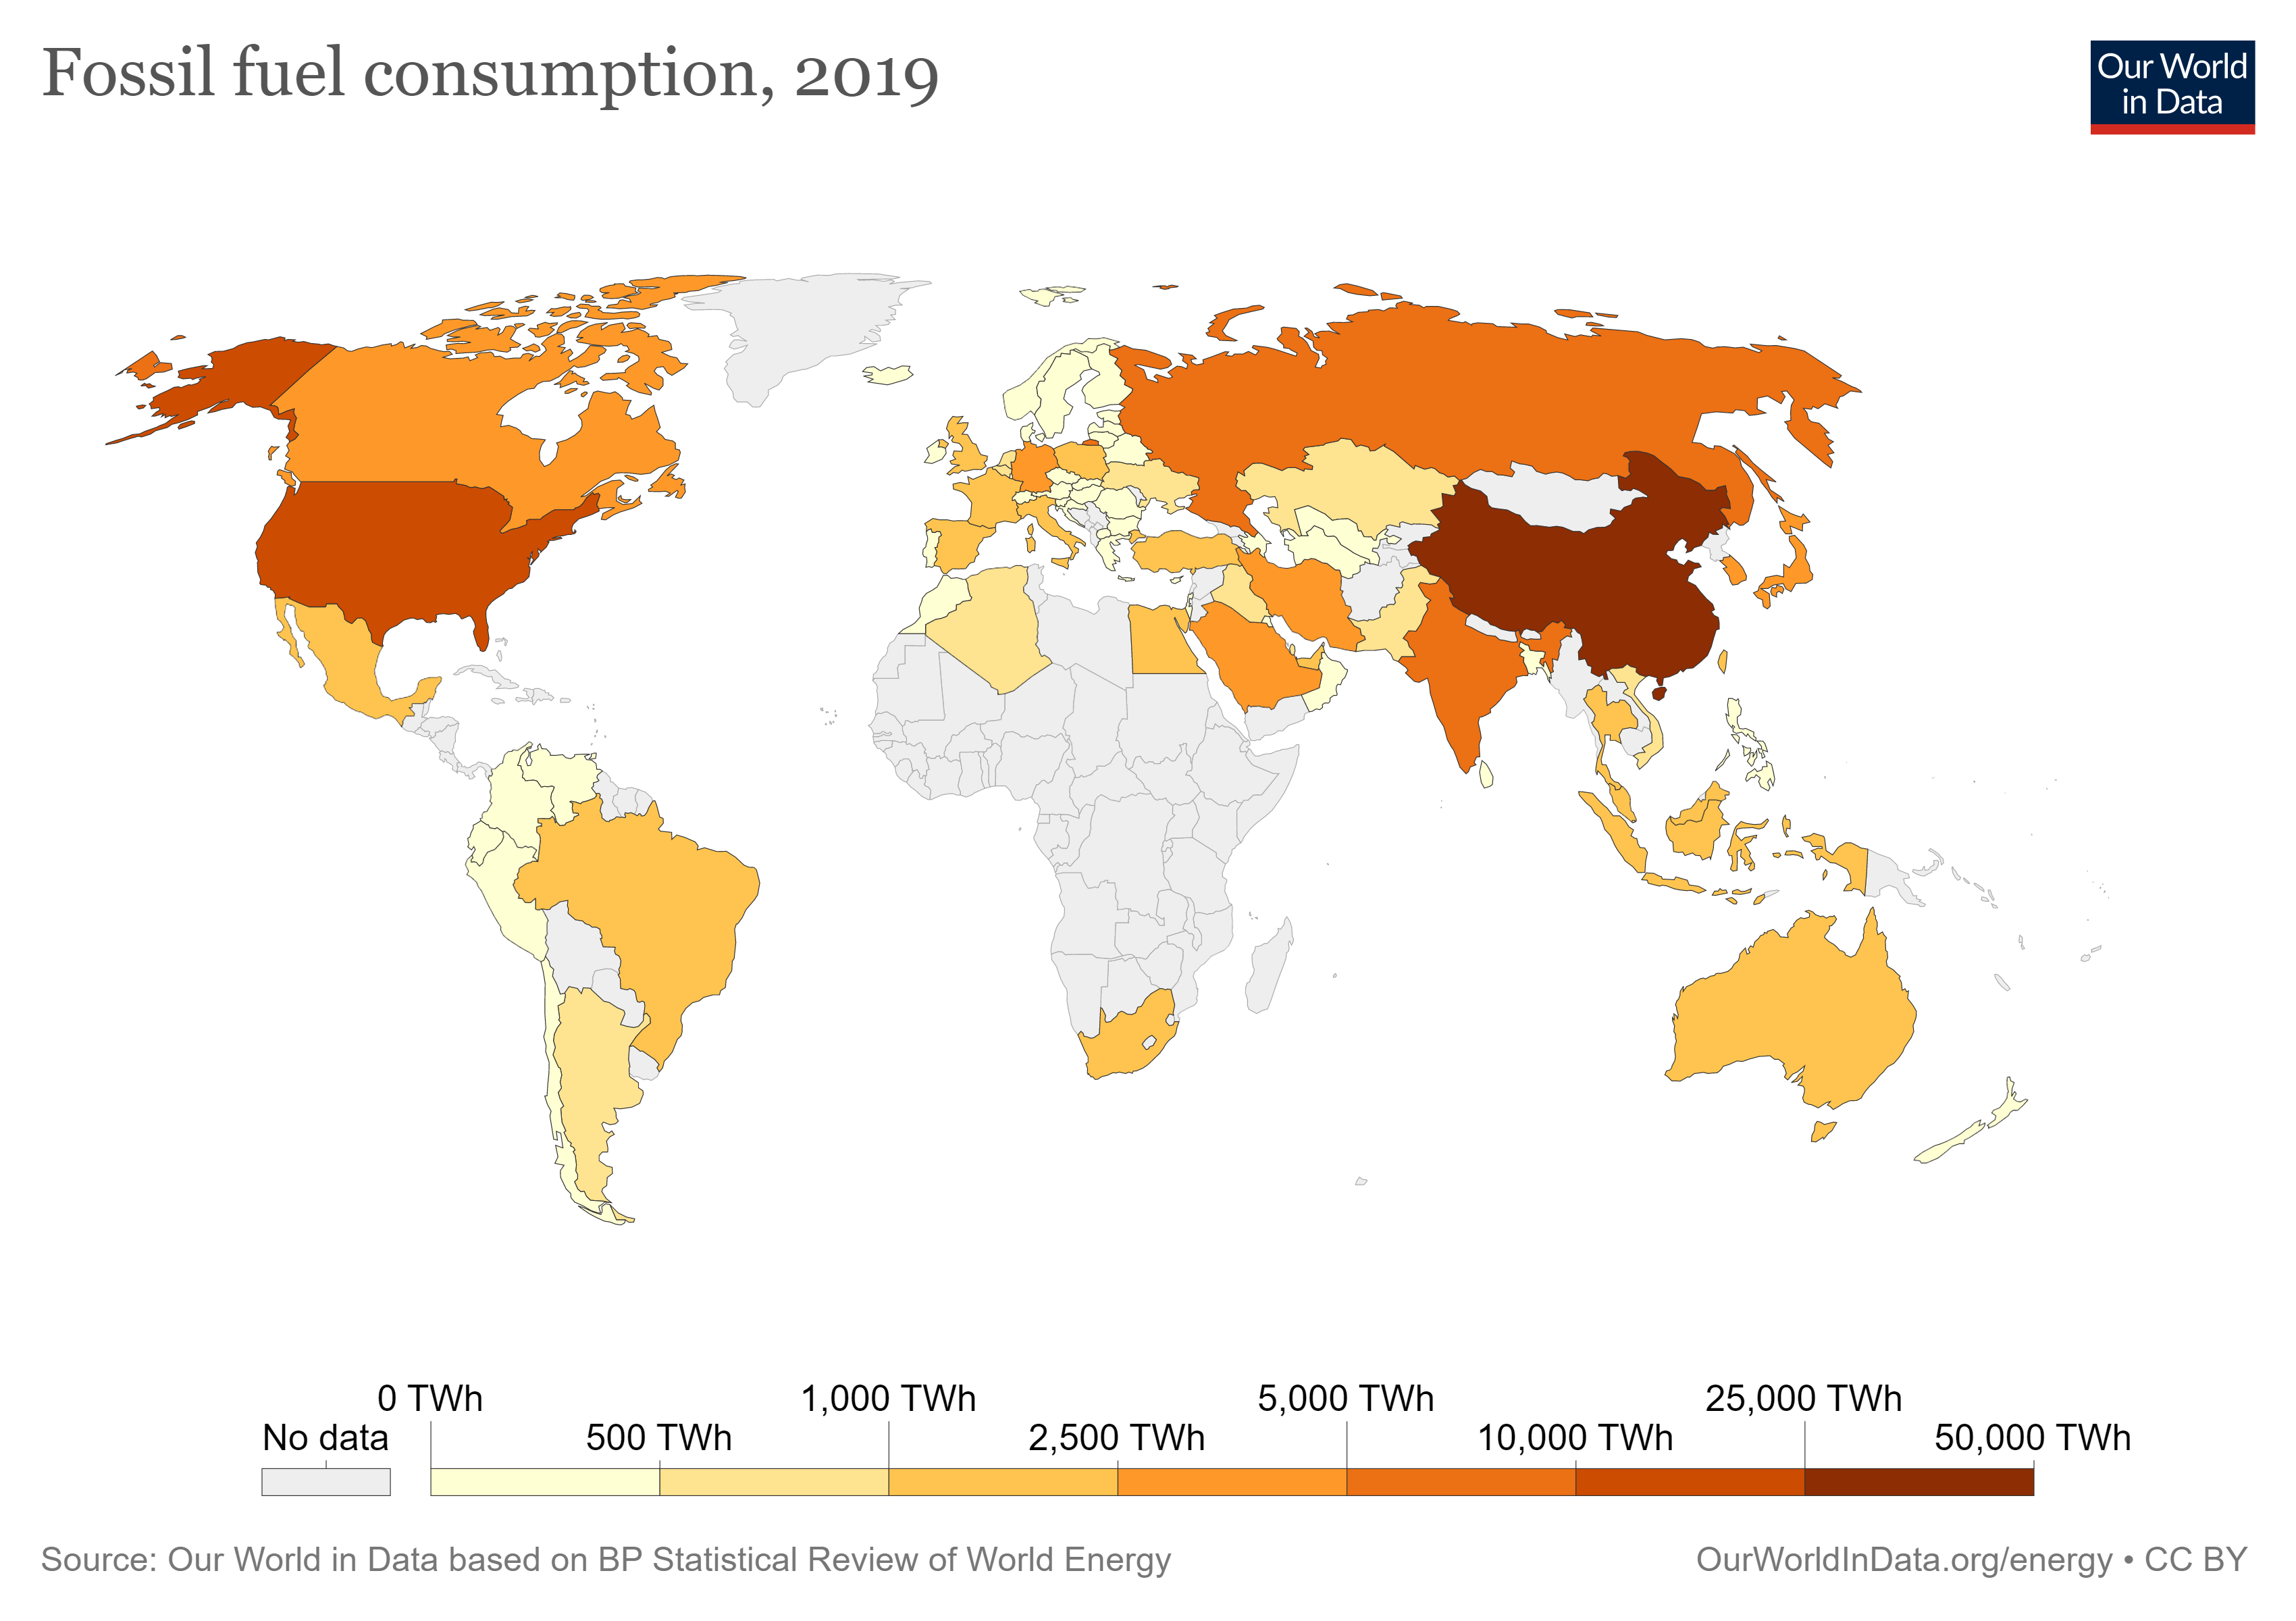 Fossil fuel consumption, 2019
Our World
in Data
0 TWh
1,000 TWh
5,000 TWh
25,000 TWh
No data
500 TWh
2,500 TWh
10,000 TWh
50,000 TWh
Source: Our World in Data based on BP Statistical Review of World Energy
OurWorldInData.org/energy • CC BY